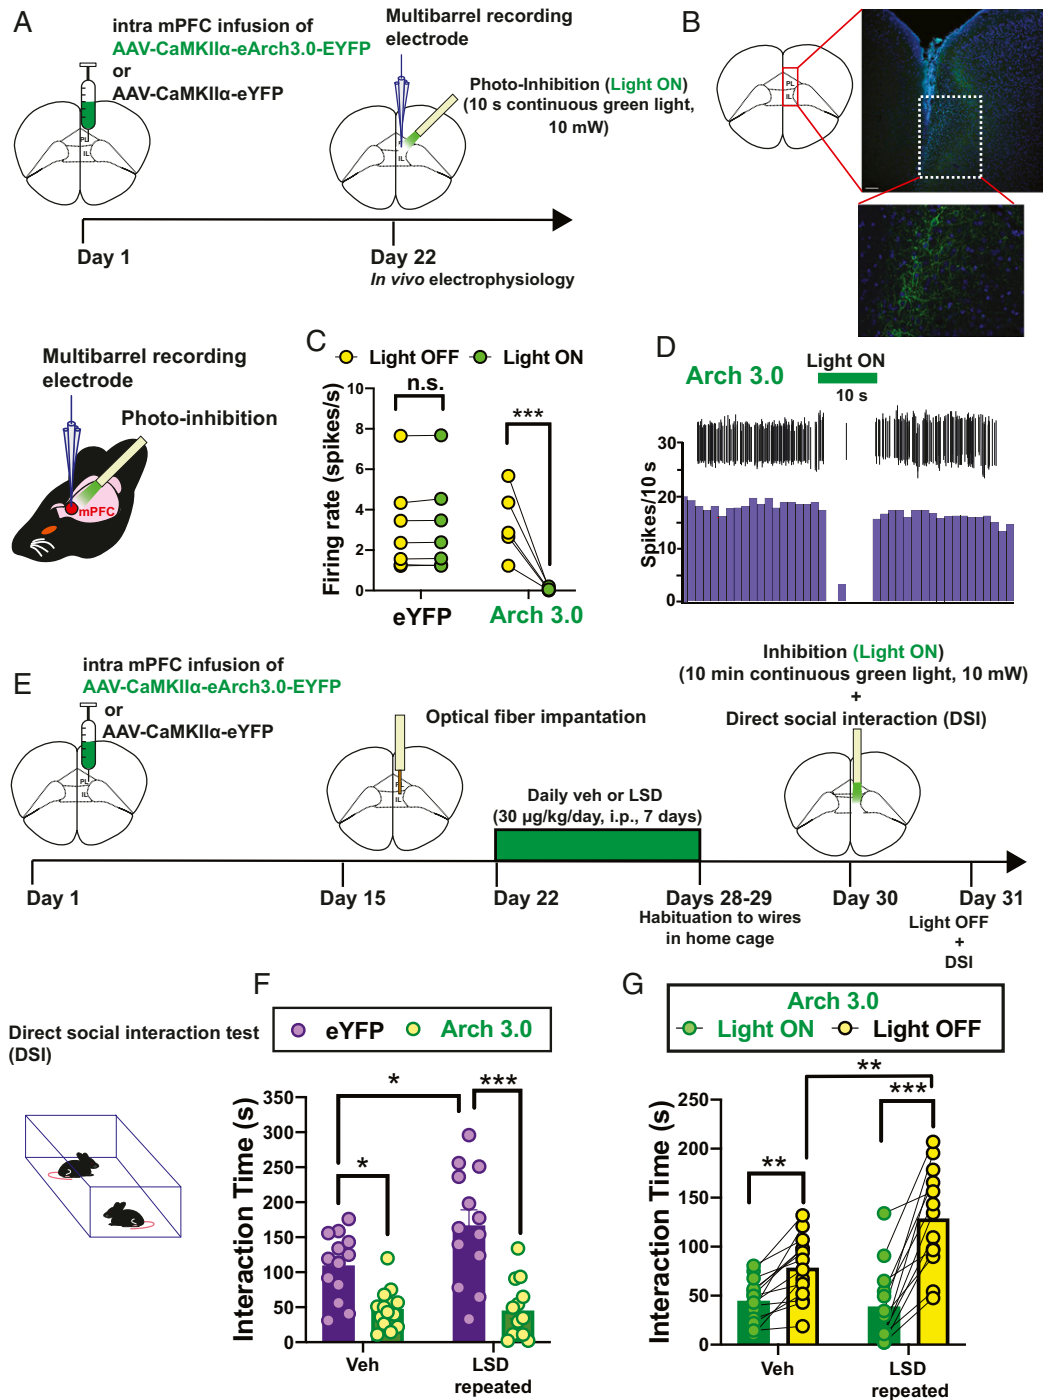 A
intra mPFC infusion of
AAV-CaMKIIα-eArch3.0-EYFP
or
AAV-CaMKIIα-eYFP
PL
IL
Multibarrel recording
electrode
Photo-Inhibition (Light ON)
(10 s continuous green light,
10 mW)
IL
Day 1
Day 22
In vivo electrophysiology
B
PL
IL
Multibarrel recording
electrode
Photo-inhibition
mPFC
C
Light OFF
Light ON
n.s.
***
Firing rate (spikes/s)
10
8
6
4
2
0
eYFP
Arch 3.0
D
Arch 3.0
Light ON
10 s
Spikes/10 s
30
20
10
0
E
intra mPFC infusion of
AAV-CaMKIIα-eArch3.0-EYFP
or
AAV-CaMKIIα-eYFP
PL
IL
Optical fiber implantation
PL
IL
Daily veh or LSD
(30 µg/kg/day, i.p., 7 days)
Inhibition (Light ON)
(10 min continuous green light, 10 mW)
+
Direct social interaction (DSI)
Day 1
Day 15
Day 22
Days 28-29
Habituation to wires
in home cage
Day 30
Day 31
Light OFF
+
DSI
Direct social interaction test
(DSI)
F
eYFP
Arch 3.0
*
***
*
Interaction Time (s)
350
300
250
200
150
100
50
0
Veh
LSD
repeated
G
Arch 3.0
Light ON
Light OFF
**
***
**
Interaction Time (s)
250
200
150
100
50
0
Veh
LSD
repeated